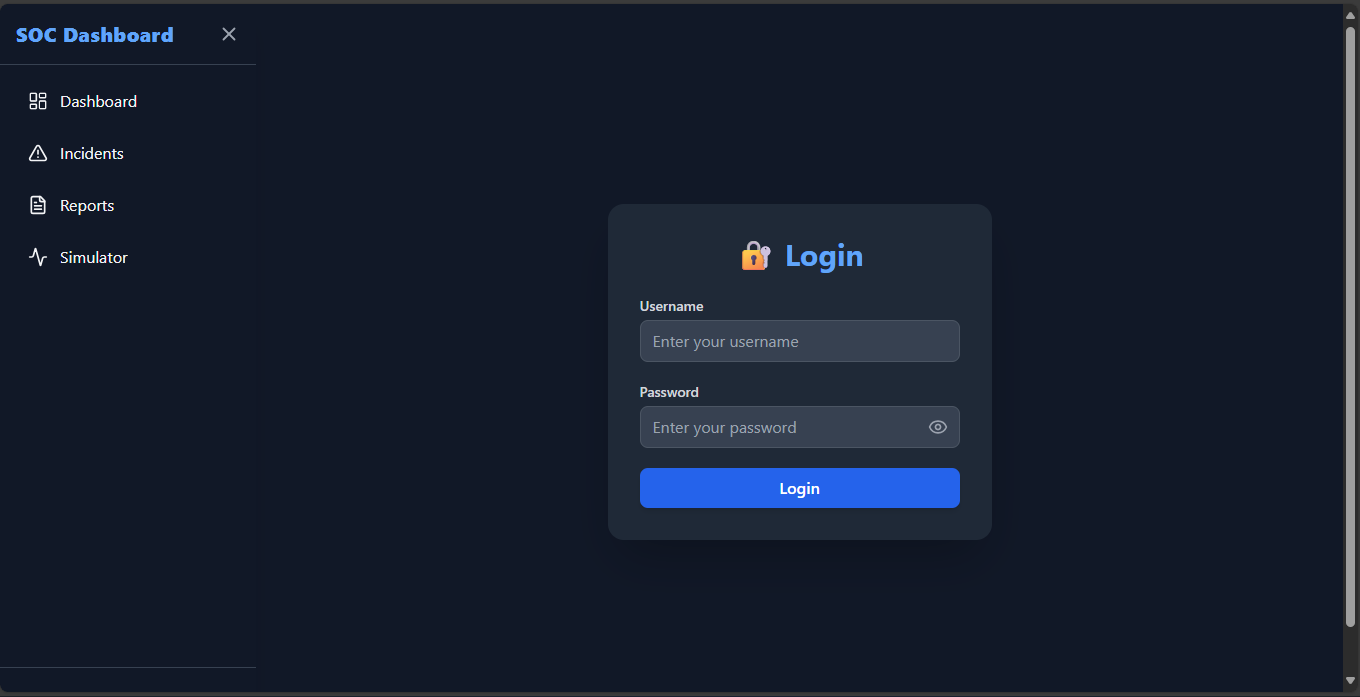 SOC Dashboard
Dashboard
Incidents
Reports
Simulator
Login
Username
Enter your username
Password
Enter your password
Login